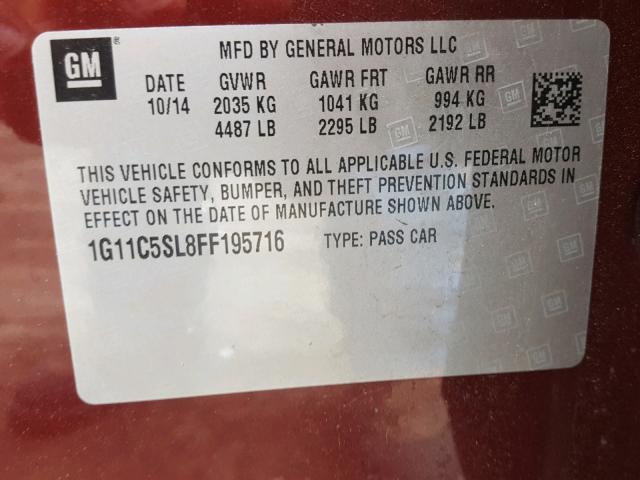 GM ® MFD BY GENERAL MOTORS LLC
DATE GVWR GAWR FRT GAWR RR
10/14 2035 KG 1041 KG 994 KG
4487 LB 2295 LB 2192 LB
THIS VEHICLE CONFORMS TO ALL APPLICABLE U.S. FEDERAL MOTOR
VEHICLE SAFETY, BUMPER, AND THEFT PREVENTION STANDARDS IN
EFFECT ON THE DATE OF MANUFACTURE SHOWN ABOVE.
1G11C5SL8FF195716 TYPE: PASS CAR